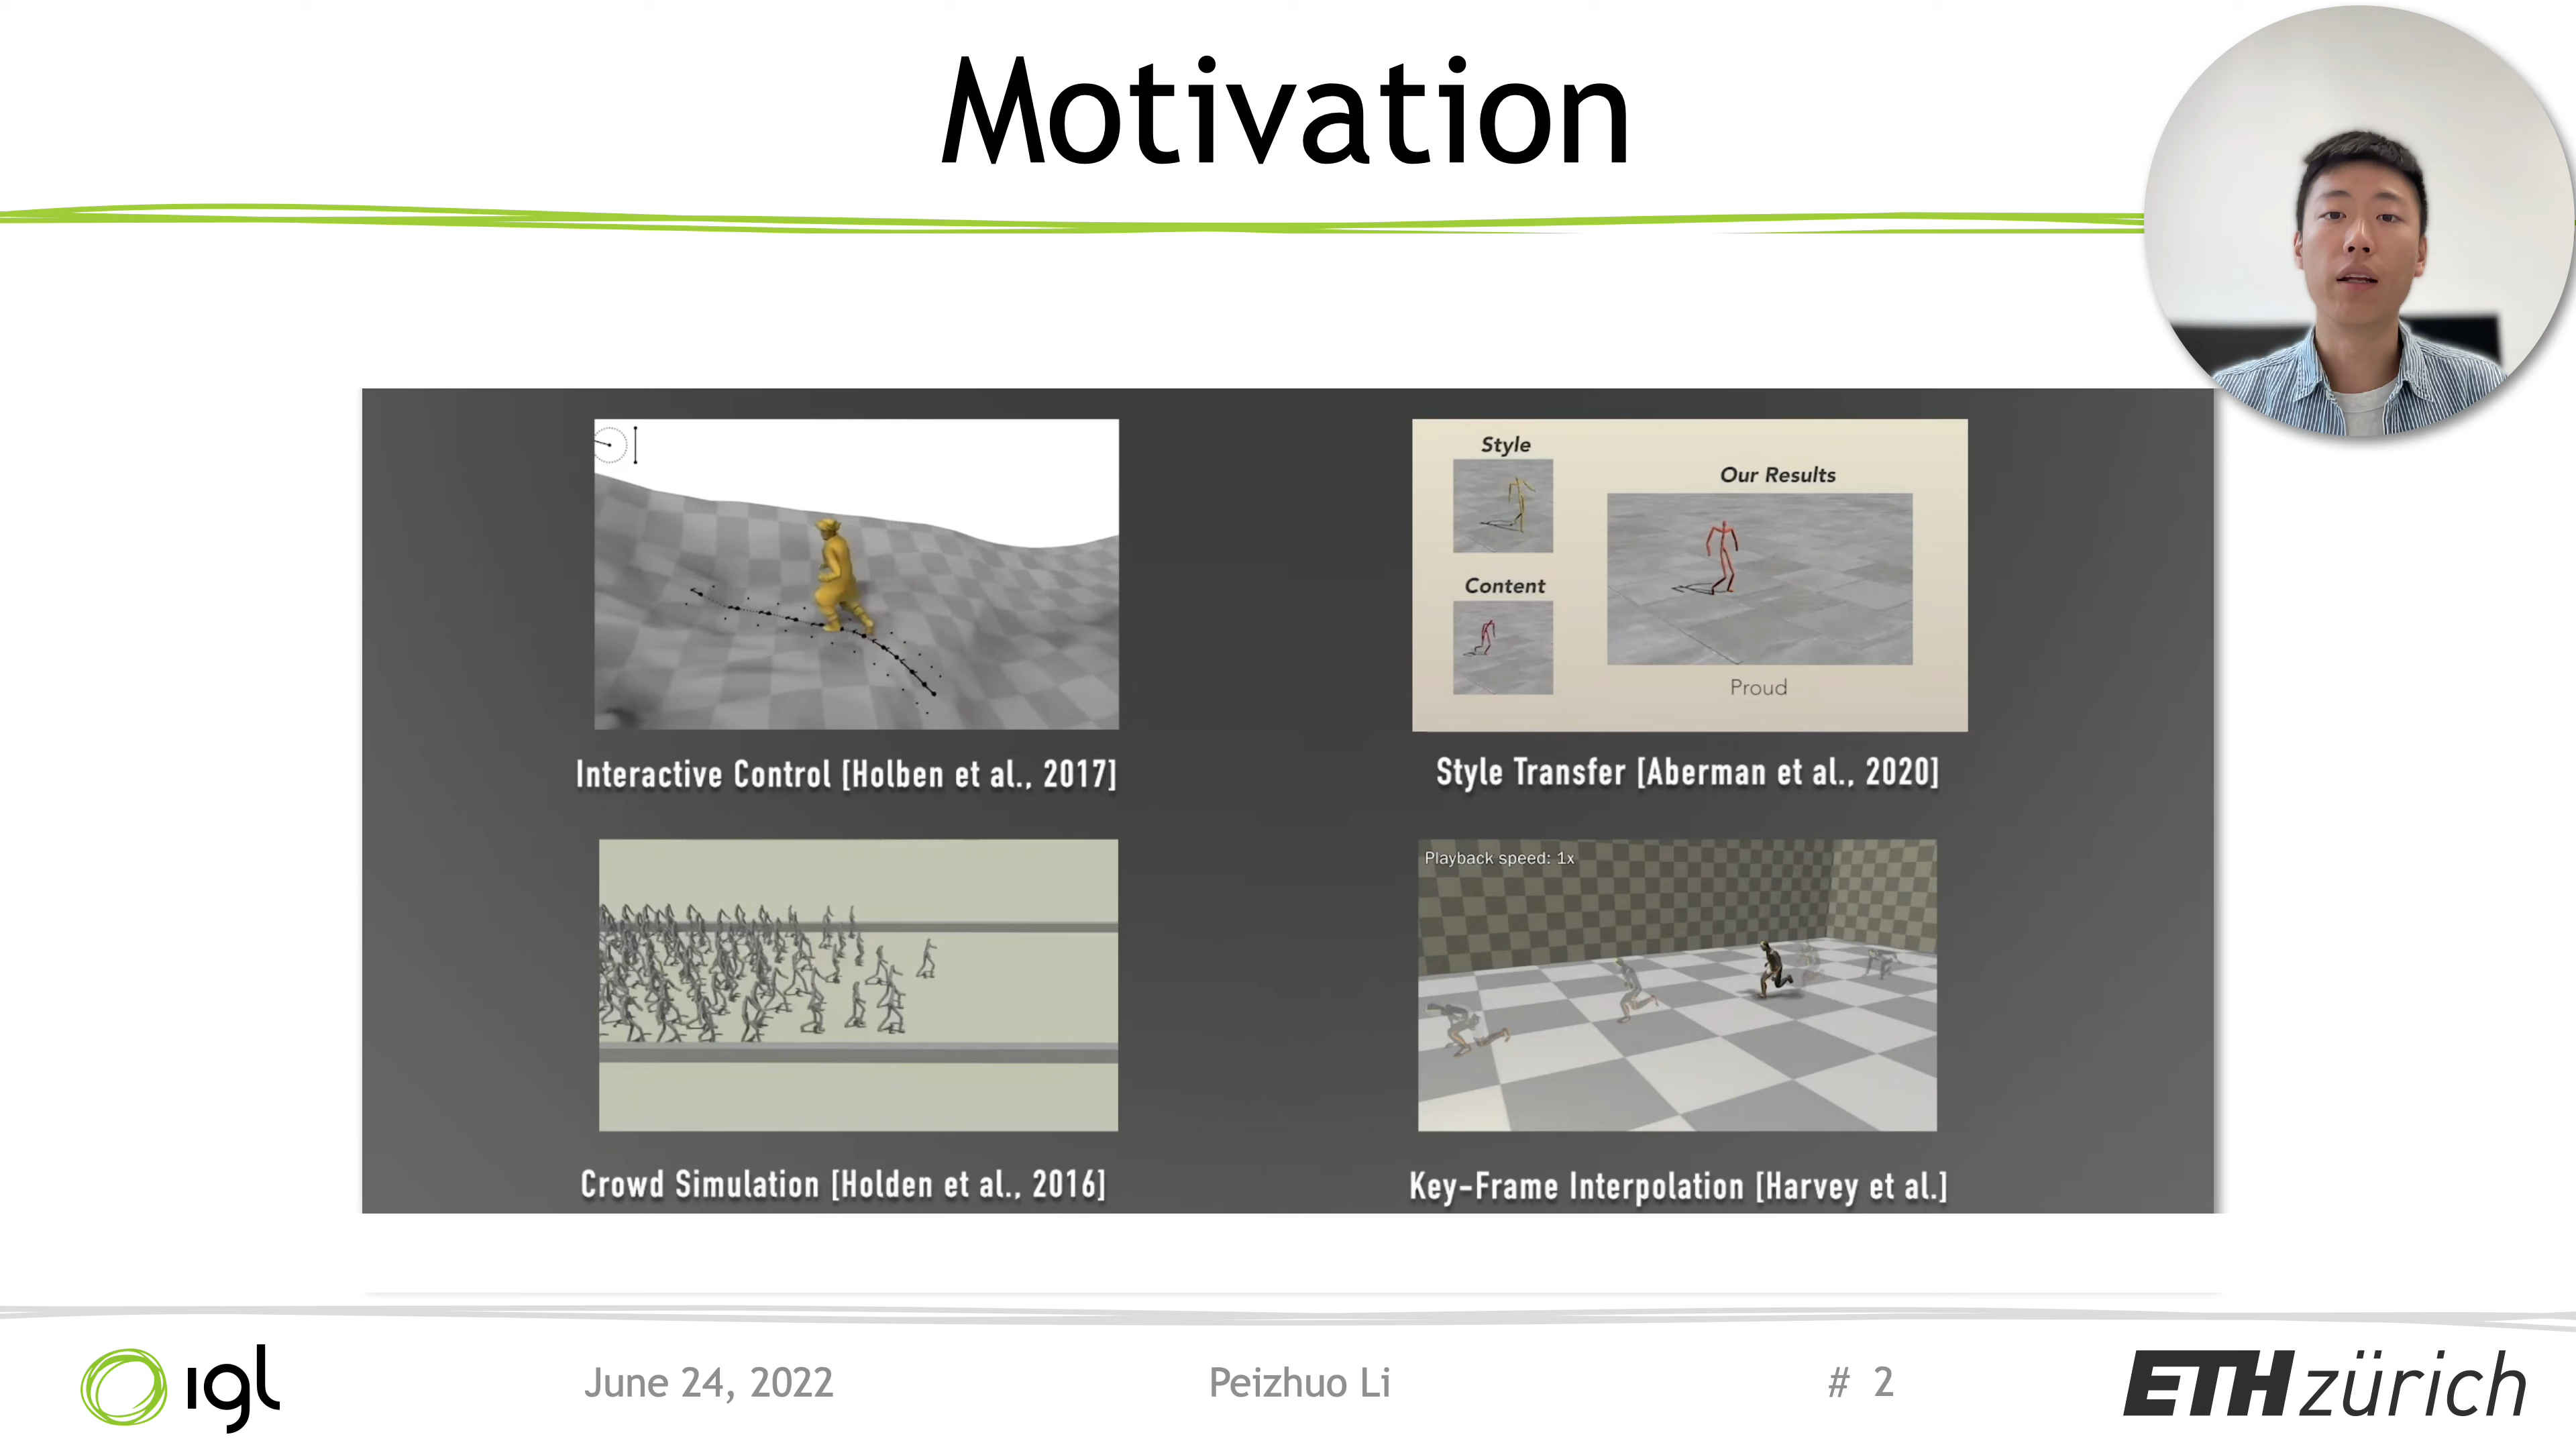 Motivation
Style
Our Results
Content
Proud
Interactive Control [Holben et al., 2017]
Style Transfer [Aberman et al., 2020]
Playback speed: 1x
Crowd Simulation [Holden et al., 2016]
Key-Frame Interpolation [Harvey et al.]
igl
June 24, 2022
Peizhuo Li
# 2
ETH zürich